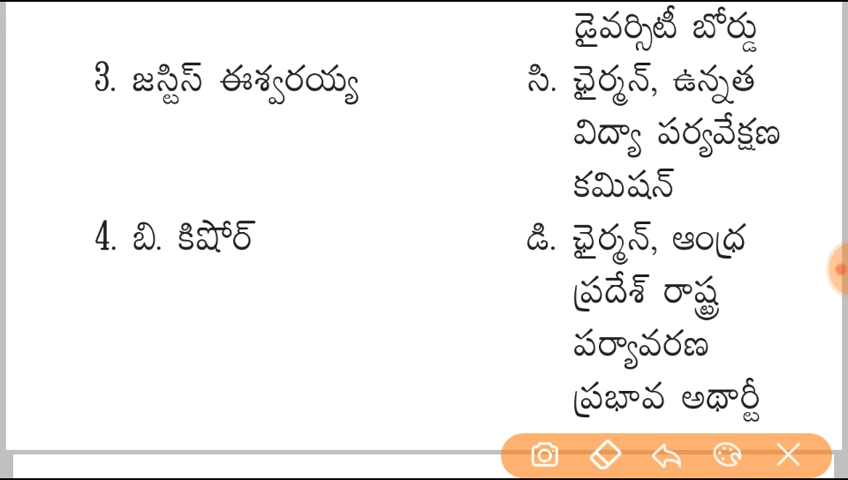 డైవర్సిటీ బోర్డు
3. జస్టిస్ ఈశ్వరయ్య సి. ఛైర్మన్, ఉన్నత
విద్యా పర్యవేక్షణ
కమిషన్
4. బి. కిషోర్ డి. ఛైర్మన్, ఆంధ్ర
ప్రదేశ్ రాష్ట్ర
పర్యావరణ
ప్రభావ అథార్టీ